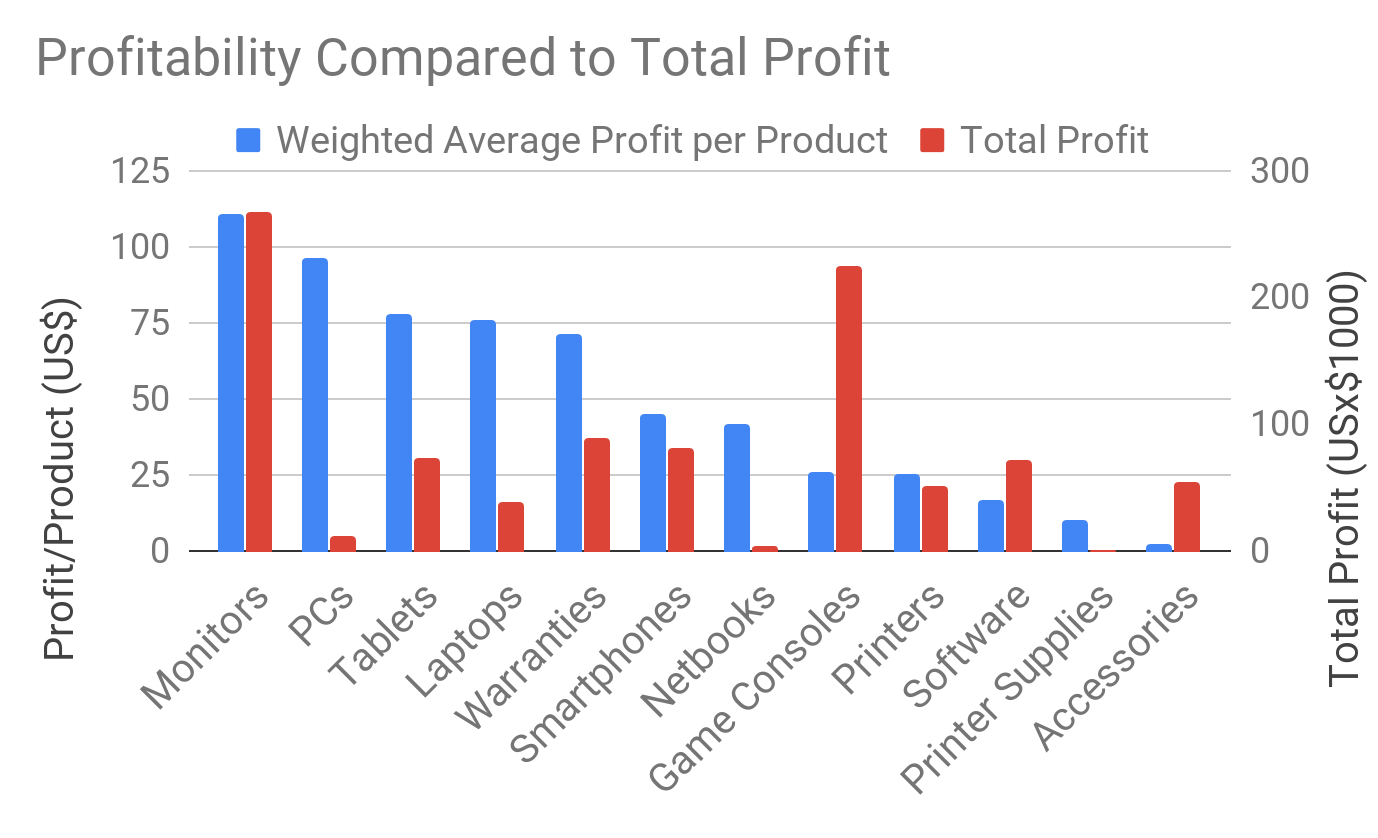 Profitability Compared to Total Profit
Weighted Average Profit per Product
Total Profit
125
100
75
50
25
0
300
200
100
0
Profit/Product (US$)
Total Profit (USx$1000)
Monitors
PCs
Tablets
Laptops
Warranties
Smartphones
Netbooks
Game Consoles
Printers
Software
Printer Supplies
Accessories